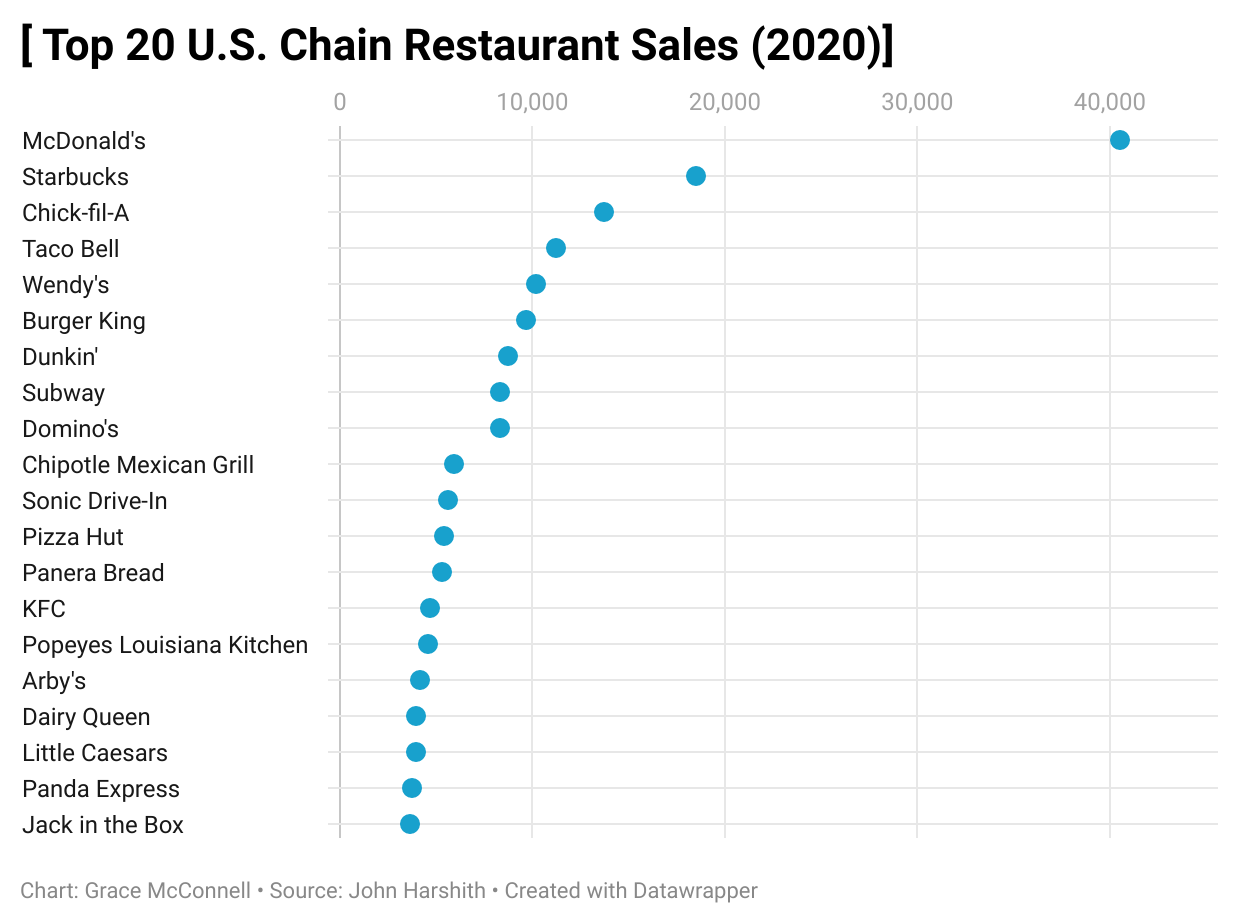 [ Top 20 U.S. Chain Restaurant Sales (2020)]
0 10,000 20,000 30,000 40,000
McDonald's
Starbucks
Chick-fil-A
Taco Bell
Wendy's
Burger King
Dunkin'
Subway
Domino's
Chipotle Mexican Grill
Sonic Drive-In
Pizza Hut
Panera Bread
KFC
Popeyes Louisiana Kitchen
Arby's
Dairy Queen
Little Caesars
Panda Express
Jack in the Box
Chart: Grace McConnell • Source: John Harshith • Created with Datawrapper